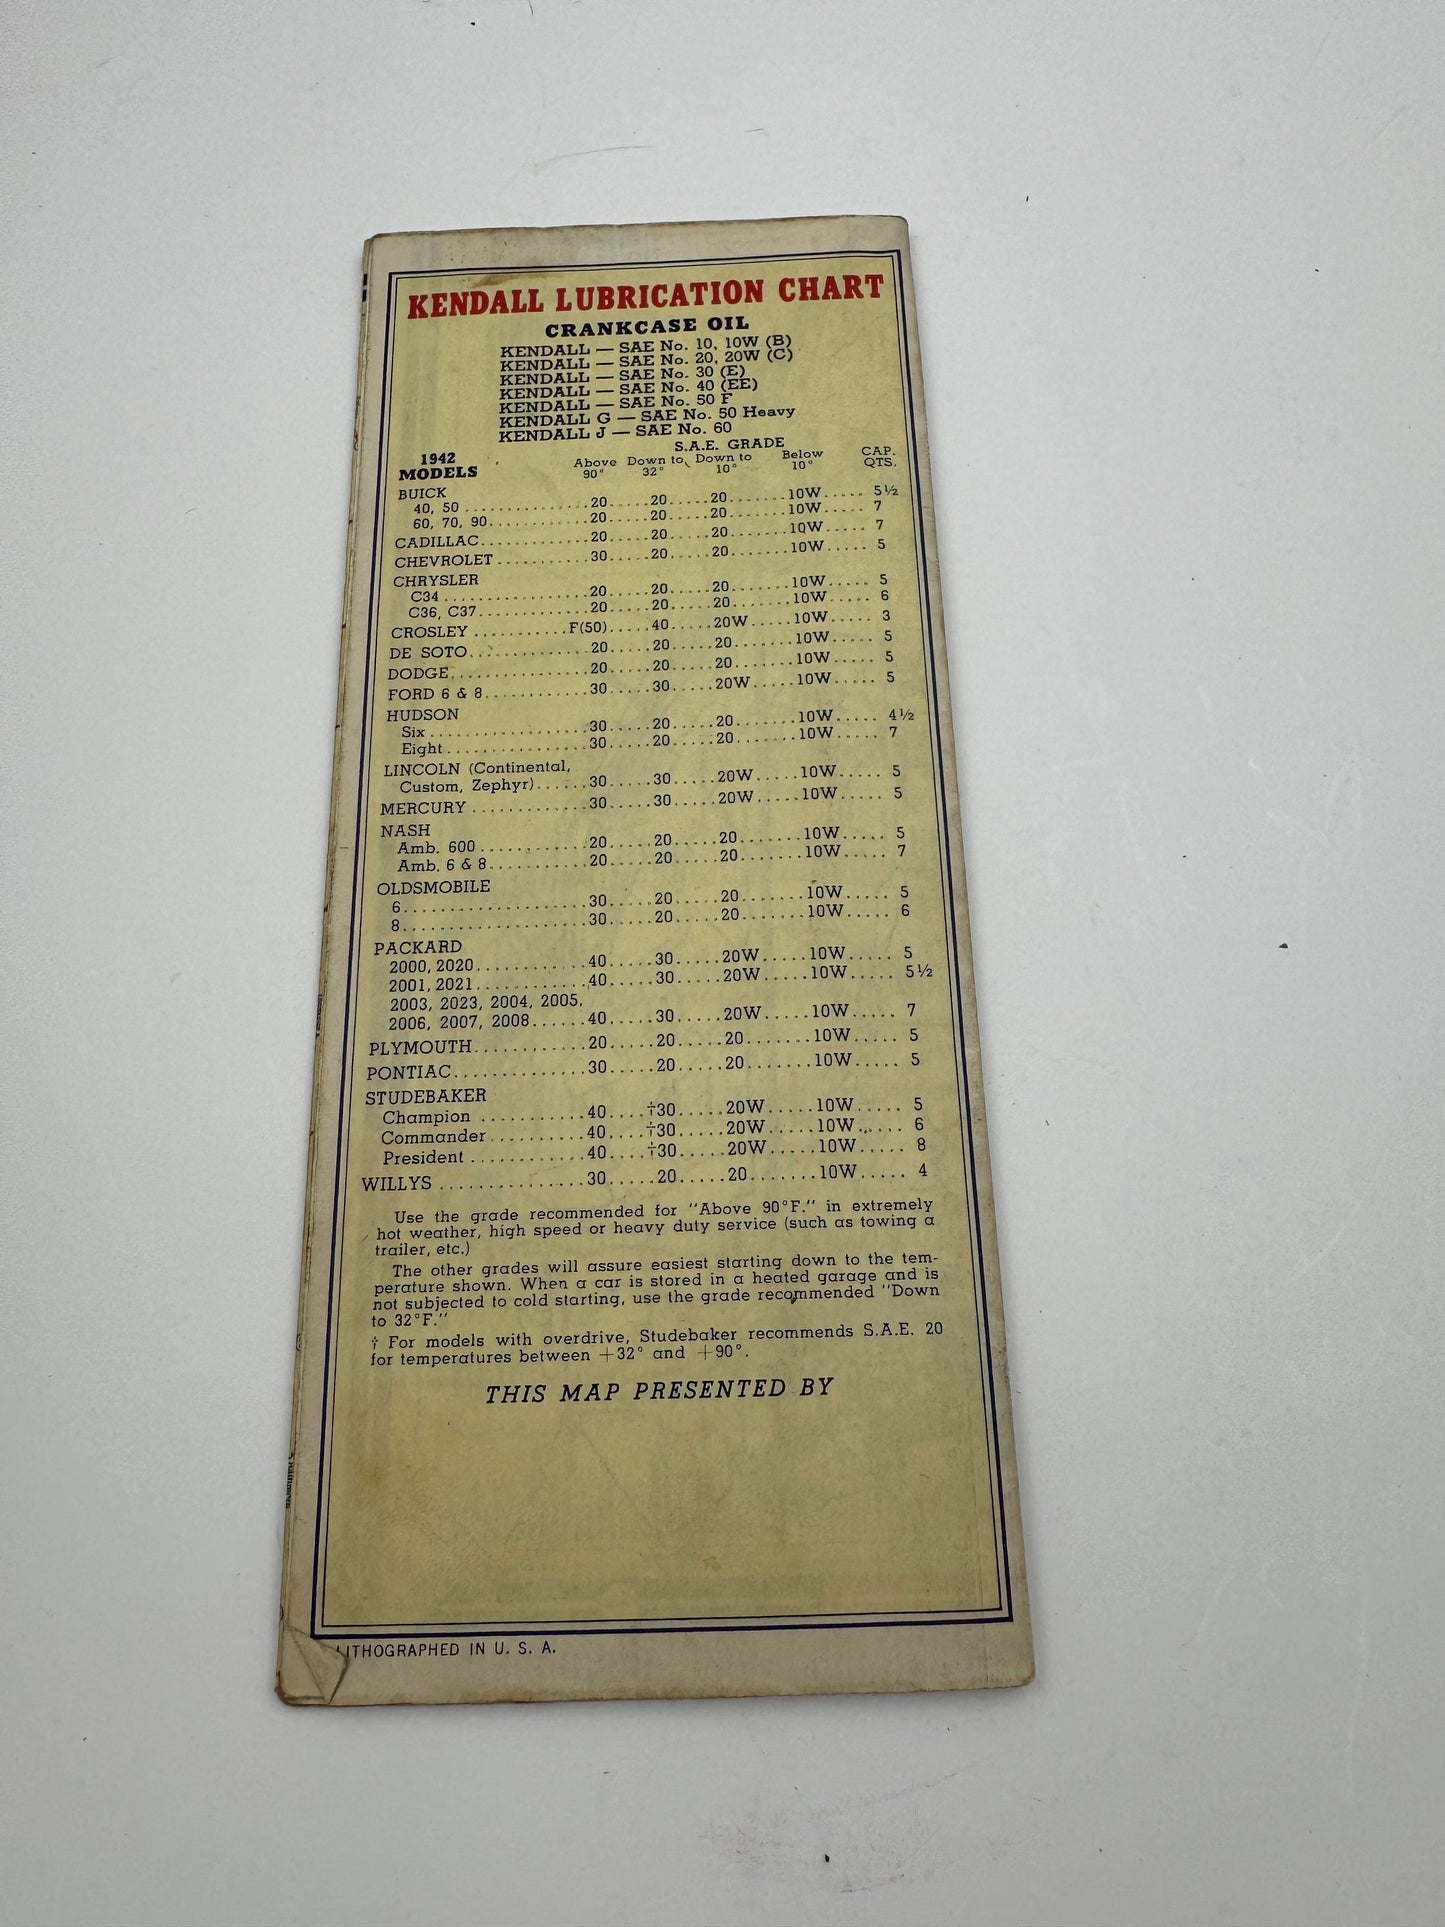 KENDALL LUBRICATION CHART
CRANKCASE OIL
KENDALL — SAE No. 10, 10W (B)
KENDALL — SAE No. 20, 20W (C)
KENDALL — SAE No. 30 (E)
KENDALL — SAE No. 40 (EE)
KENDALL — SAE No. 50 F
KENDALL G — SAE No. 50 Heavy
KENDALL J — SAE No. 60
S.A.E. GRADE
1942 MODELS Above 90° Down to 32° Down to 10° Below 10° CAP. QTS.
BUICK
40, 50 ..............20.....20.....20.......10W..... 5½
60, 70, 90............20.....20.....20.......10W..... 7
CADILLAC.............20.....20.....20.......10W..... 7
CHEVROLET ...........30.....20.....20.......10W..... 5
CHRYSLER
C34 .................20.....20.....20.......10W..... 5
C36, C37.............20.....20.....20.......10W..... 6
CROSLEY ...........F(50).....40.....20W.....10W..... 3
DE SOTO..............20.....20.....20.......10W..... 5
DODGE................20.....20.....20.......10W..... 5
FORD 6 & 8............30.....30.....20W.....10W..... 5
HUDSON
Six ..................30.....20.....20.......10W..... 4½
Eight .................30.....20.....20.......10W..... 7
LINCOLN (Continental,
Custom, Zephyr)......30.....30.....20W.....10W..... 5
MERCURY .............30.....30.....20W.....10W..... 5
NASH
Amb. 600 ............20.....20.....20.......10W..... 5
Amb. 6 & 8...........20.....20.....20.......10W..... 7
OLDSMOBILE
6.....................30.....20.....20.......10W..... 5
8.....................30.....20.....20.......10W..... 6
PACKARD
2000, 2020............40.....30.....20W.....10W..... 5
2001, 2021............40.....30.....20W.....10W..... 5½
2003, 2023, 2004, 2005,
2006, 2007, 2008......40.....30.....20W.....10W..... 7
PLYMOUTH.............20.....20.....20.......10W..... 5
PONTIAC...............30.....20.....20.......10W..... 5
STUDEBAKER
Champion ............40....†30.....20W.....10W..... 5
Commander...........40....†30.....20W.....10W..... 6
President .............40....†30.....20W.....10W..... 8
WILLYS ................30.....20.....20.......10W..... 4
Use the grade recommended for "Above 90°F." in extremely
hot weather, high speed or heavy duty service (such as towing a
trailer, etc.)
The other grades will assure easiest starting down to the tem-
perature shown. When a car is stored in a heated garage and is
not subjected to cold starting, use the grade recommended "Down
to 32°F."
† For models with overdrive, Studebaker recommends S.A.E. 20
for temperatures between +32° and +90°.
THIS MAP PRESENTED BY
LITHOGRAPHED IN U. S. A.